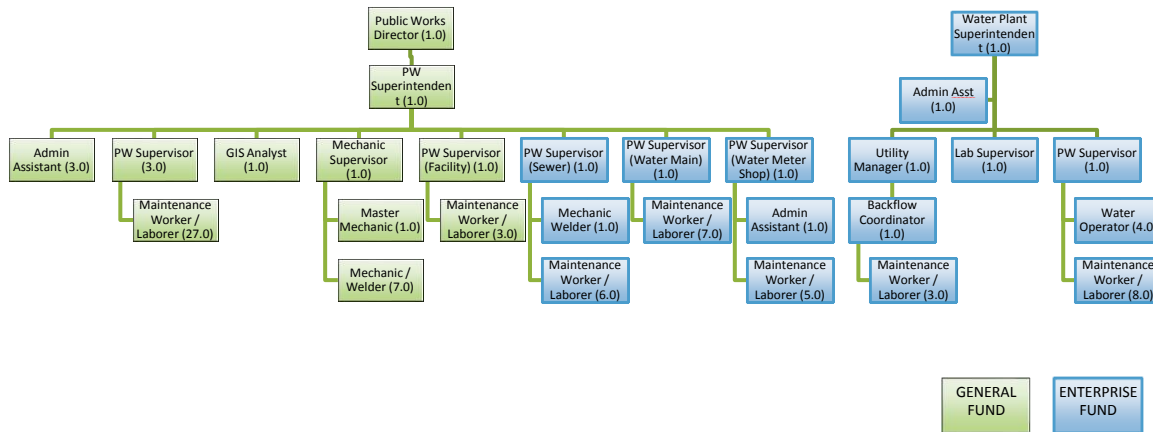 Public Works
Director (1.0)
PW
Superintenden
t (1.0)
Water Plant
Superintenden
t (1.0)
Admin Asst
(1.0)
Admin
Assistant (3.0)
PW Supervisor
(3.0)
GIS Analyst
(1.0)
Mechanic
Supervisor
(1.0)
PW Supervisor
(Facility) (1.0)
PW Supervisor
(Sewer) (1.0)
PW Supervisor
(Water Main)
(1.0)
PW Supervisor
(Water Meter
Shop) (1.0)
Utility
Manager (1.0)
Lab Supervisor
(1.0)
PW Supervisor
(1.0)
Maintenance
Worker /
Laborer (27.0)
Master
Mechanic (1.0)
Maintenance
Worker /
Laborer (3.0)
Mechanic
Welder (1.0)
Maintenance
Worker /
Laborer (7.0)
Admin
Assistant (1.0)
Backflow
Coordinator
(1.0)
Water
Operator (4.0
Mechanic /
Welder (7.0)
Maintenance
Worker /
Laborer (6.0)
Maintenance
Worker /
Laborer (5.0)
Maintenance
Worker /
Laborer (3.0)
Maintenance
Worker /
Laborer (8.0)
GENERAL
FUND
ENTERPRISE
FUND